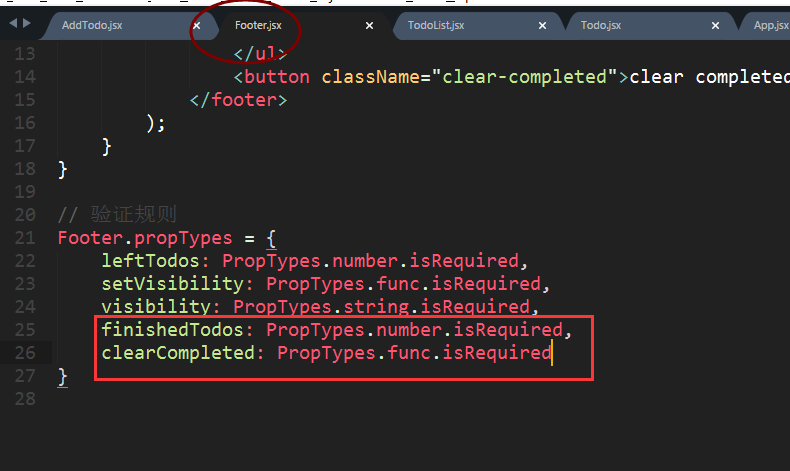 AddTodo.jsx × Footer.jsx × TodoList.jsx × Todo.jsx × App.jsx
13 </ul>
14 <button className="clear-completed">clear completed
15 </footer>
16 );
17 }
18 }
19
20 // 验证规则
21 Footer.propTypes = {
22 leftTodos: PropTypes.number.isRequired,
23 setVisibility: PropTypes.func.isRequired,
24 visibility: PropTypes.string.isRequired,
25 finishedTodos: PropTypes.number.isRequired,
26 clearCompleted: PropTypes.func.isRequired
27 }
28